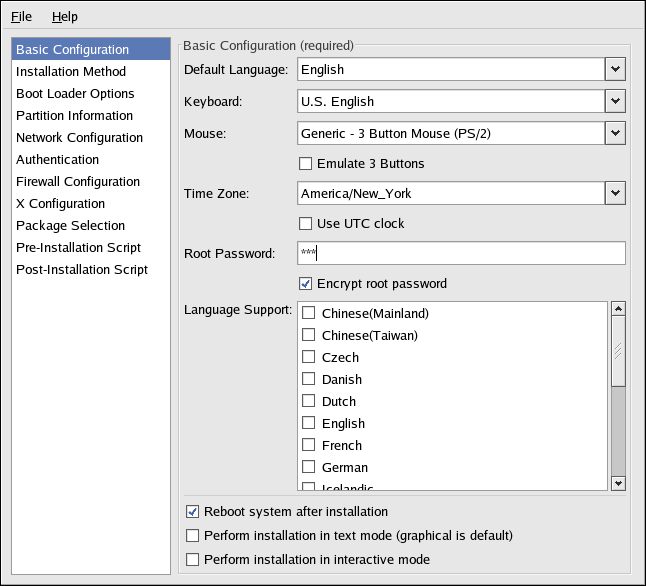 File Help
Basic Configuration
Installation Method
Boot Loader Options
Partition Information
Network Configuration
Authentication
Firewall Configuration
X Configuration
Package Selection
Pre-Installation Script
Post-Installation Script
Basic Configuration (required)
Default Language: English
Keyboard: U.S. English
Mouse: Generic - 3 Button Mouse (PS/2)
Emulate 3 Buttons
Time Zone: America/New_York
Use UTC clock
Root Password: ***
Encrypt root password
Language Support:
Chinese(Mainland)
Chinese(Taiwan)
Czech
Danish
Dutch
English
French
German
Icelandic
Reboot system after installation
Perform installation in text mode (graphical is default)
Perform installation in interactive mode